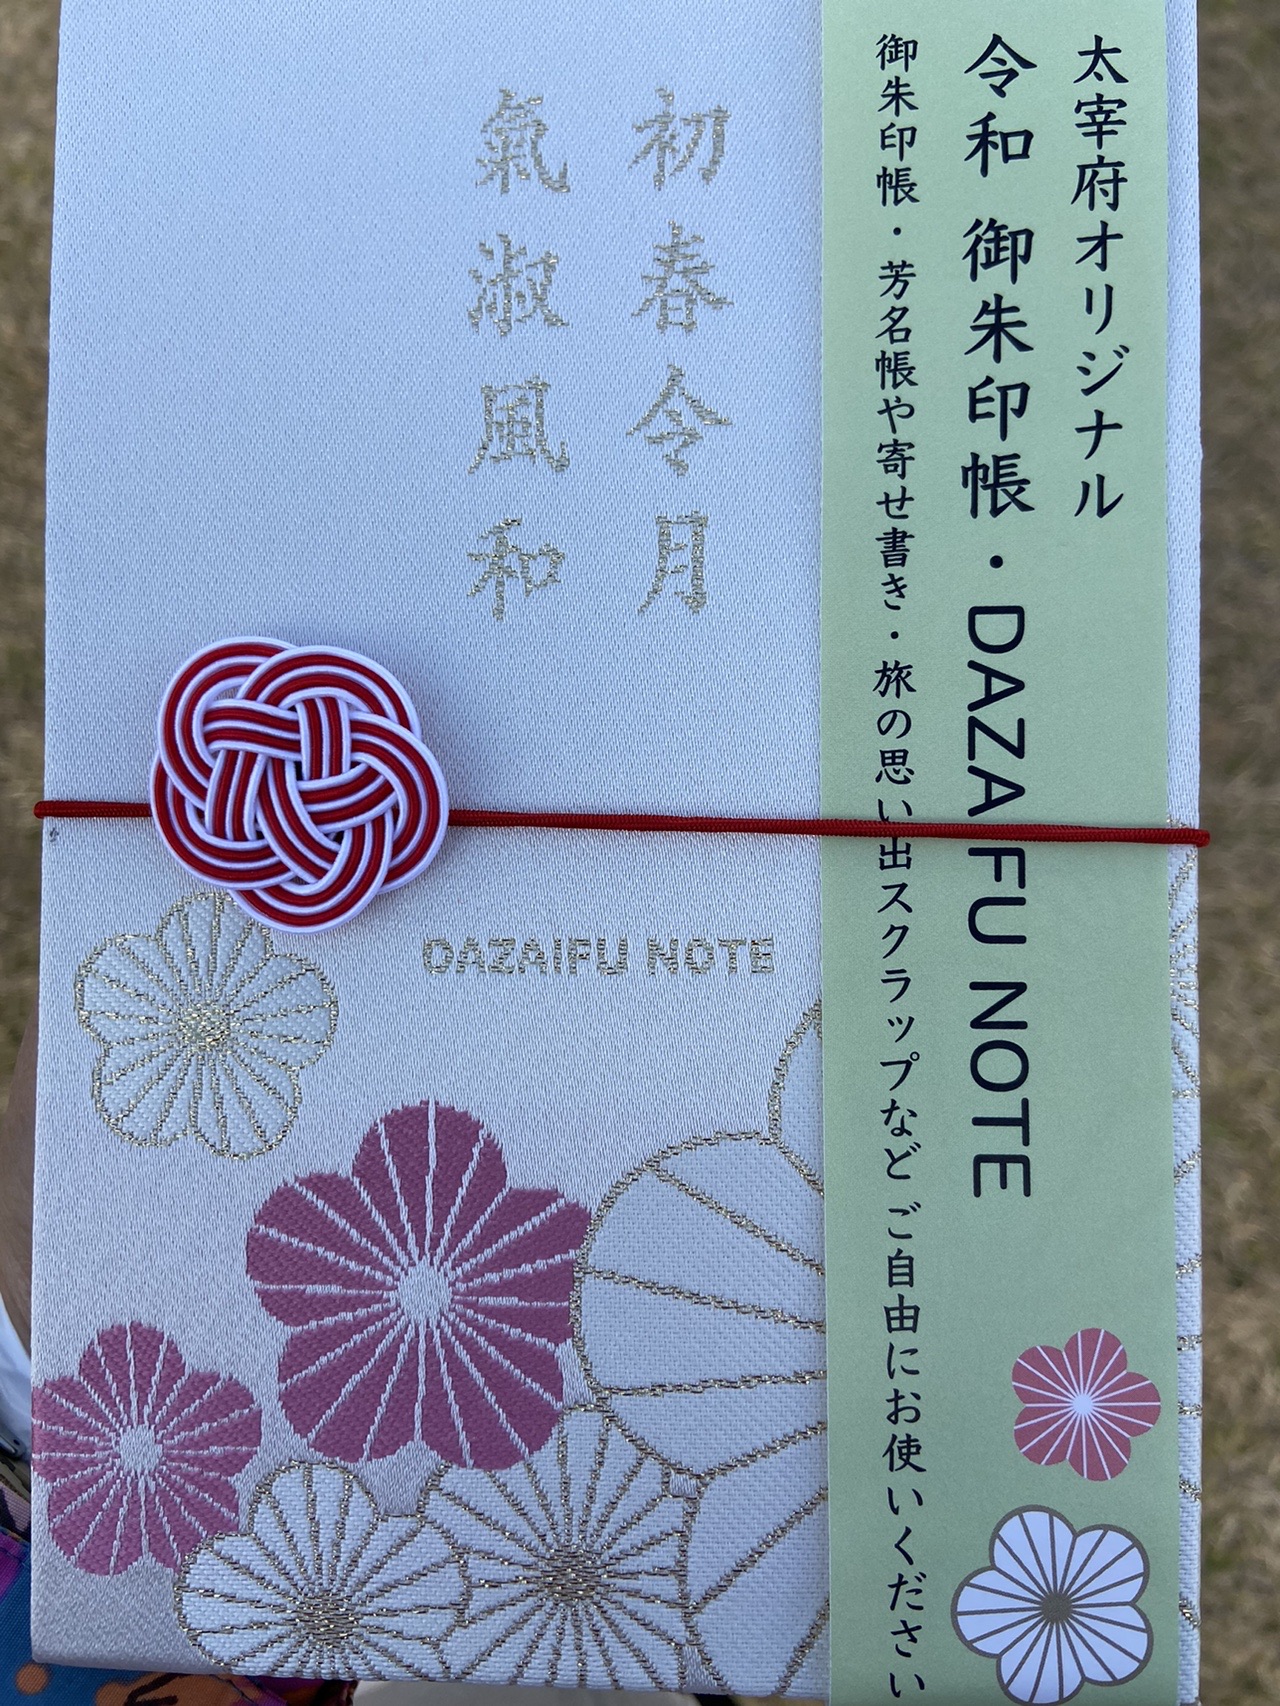 太宰府オリジナル
令和 御朱印帳・DAZAIFU NOTE
御朱印帳・芳名帳や寄せ書き・旅の思い出スクラップなど ご自由にお使いください
初春令月
氣淑風和
DAZAIFU NOTE